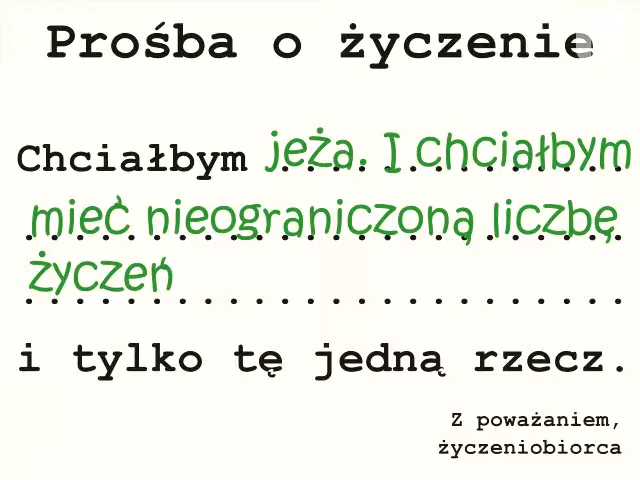 Prośba o życzenie
Chciałbym jeża. I chciałbym
mieć nieograniczoną liczbę
życzeń
i tylko tę jedną rzecz.
Z poważaniem,
życzeniobiorca